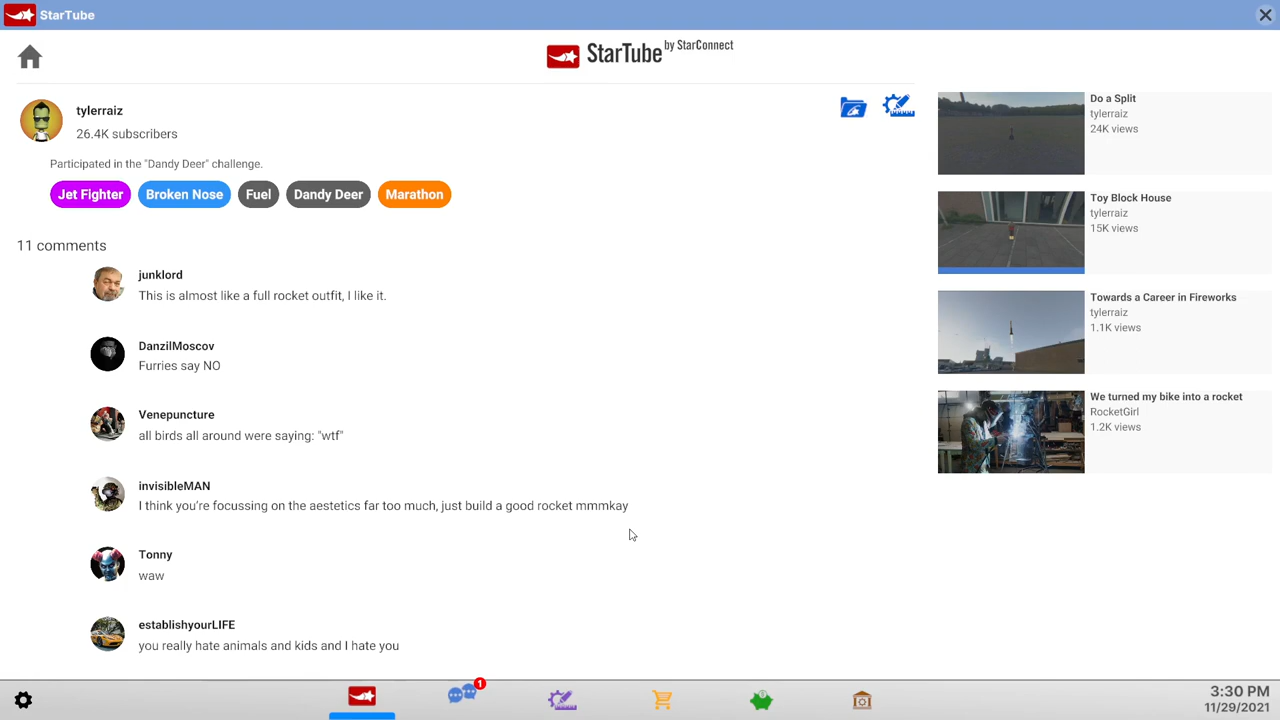 StarTube
StarTube by StarConnect
tylerraiz
26.4K subscribers
Participated in the "Dandy Deer" challenge.
Jet Fighter Broken Nose Fuel Dandy Deer Marathon
11 comments
junklord
This is almost like a full rocket outfit, I like it.
DanzilMoscov
Furries say NO
Venepuncture
all birds all around were saying: "wtf"
invisibleMAN
I think you're focussing on the aestetics far too much, just build a good rocket mmmkay
Tonny
waw
establishyourLIFE
you really hate animals and kids and I hate you
Do a Split
tylerraiz
24K views
Toy Block House
tylerraiz
15K views
Towards a Career in Fireworks
tylerraiz
1.1K views
We turned my bike into a rocket
RocketGirl
1.2K views
1
3:30 PM
11/29/2021